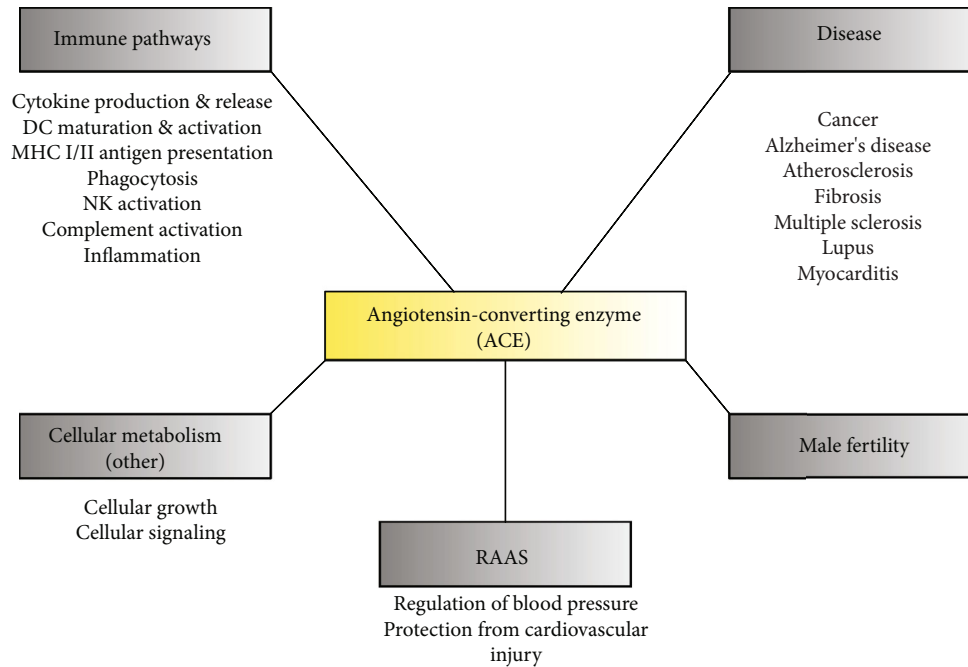 Immune pathways
Cytokine production & release
DC maturation & activation
MHC I/II antigen presentation
Phagocytosis
NK activation
Complement activation
Inflammation
Disease
Cancer
Alzheimer's disease
Atherosclerosis
Fibrosis
Multiple sclerosis
Lupus
Myocarditis
Angiotensin-converting enzyme
(ACE)
Cellular metabolism
(other)
Cellular growth
Cellular signaling
RAAS
Regulation of blood pressure
Protection from cardiovascular
injury
Male fertility